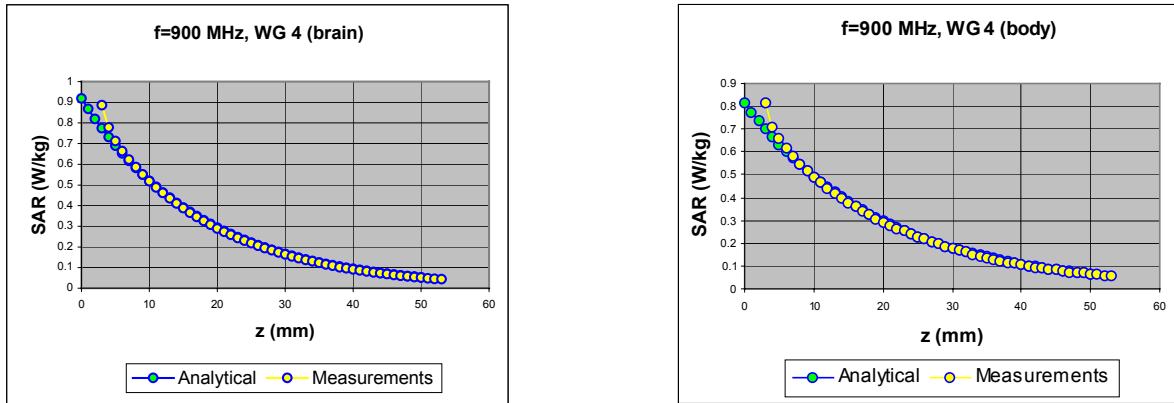 f=900 MHz, WG 4 (brain)
SAR (W/kg)
1
0.9
0.8
0.7
0.6
0.5
0.4
0.3
0.2
0.1
0
0 10 20 30 40 50 60
z (mm)
Analytical Measurements
f=900 MHz, WG 4 (body)
SAR (W/kg)
0.9
0.8
0.7
0.6
0.5
0.4
0.3
0.2
0.1
0
0 10 20 30 40 50 60
z (mm)
Analytical Measurements